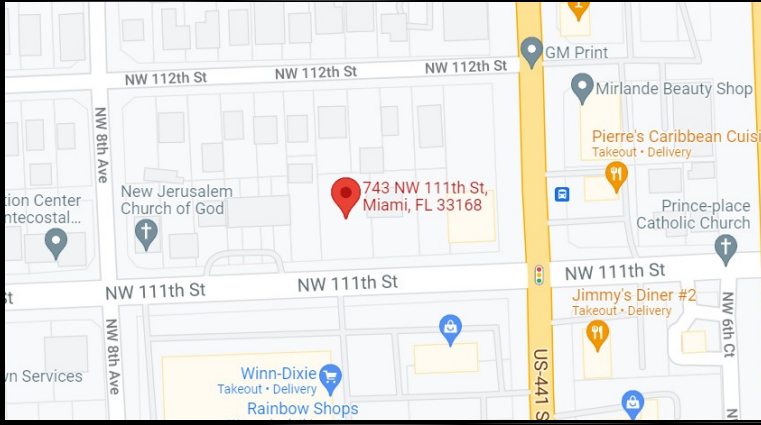 NW 112th St
NW 112th St
NW 112th St
GM Print
Mirlande Beauty Shop
Pierre's Caribbean Cuisi
Takeout • Delivery
NW 8th Ave
New Jerusalem
Church of God
743 NW 111th St,
Miami, FL 33168
tion Center
ntecostal...
Prince-place
Catholic Church
NW 111th St
NW 111th St
NW 111th St
St
Jimmy's Diner #2
Takeout • Delivery
NW 6th Ct
NW 8th Ave
US-441 S
Winn-Dixie
Takeout • Delivery
Rainbow Shops
wn Services